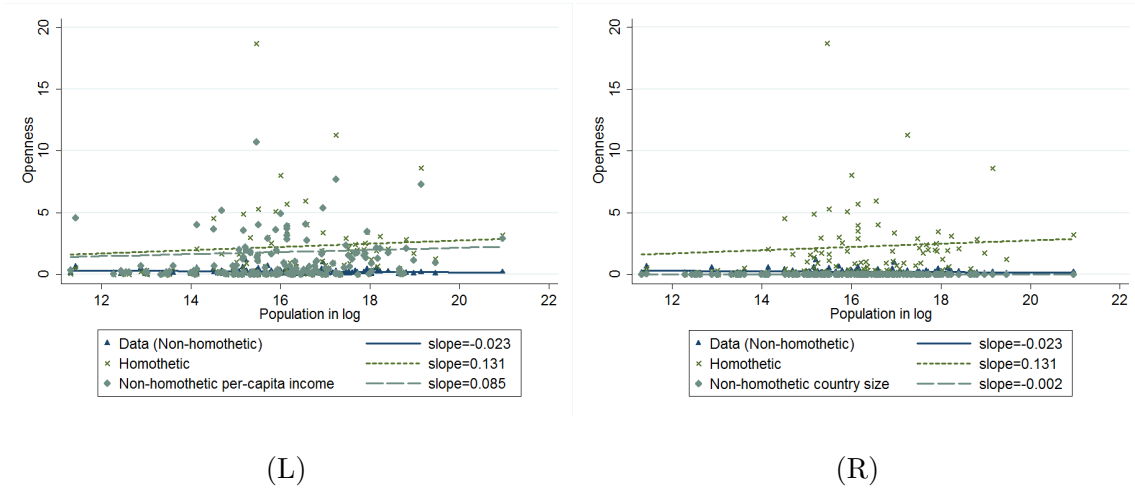 20
15
10
5
0
Openness
12 14 16 18 20 22
Population in log
Data (Non-homothetic) slope=-0.023
Homothetic slope=0.131
Non-homothetic per-capita income slope=0.085
(L)
20
15
10
5
0
Openness
12 14 16 18 20 22
Population in log
Data (Non-homothetic) slope=-0.023
Homothetic slope=0.131
Non-homothetic country size slope=-0.002
(R)